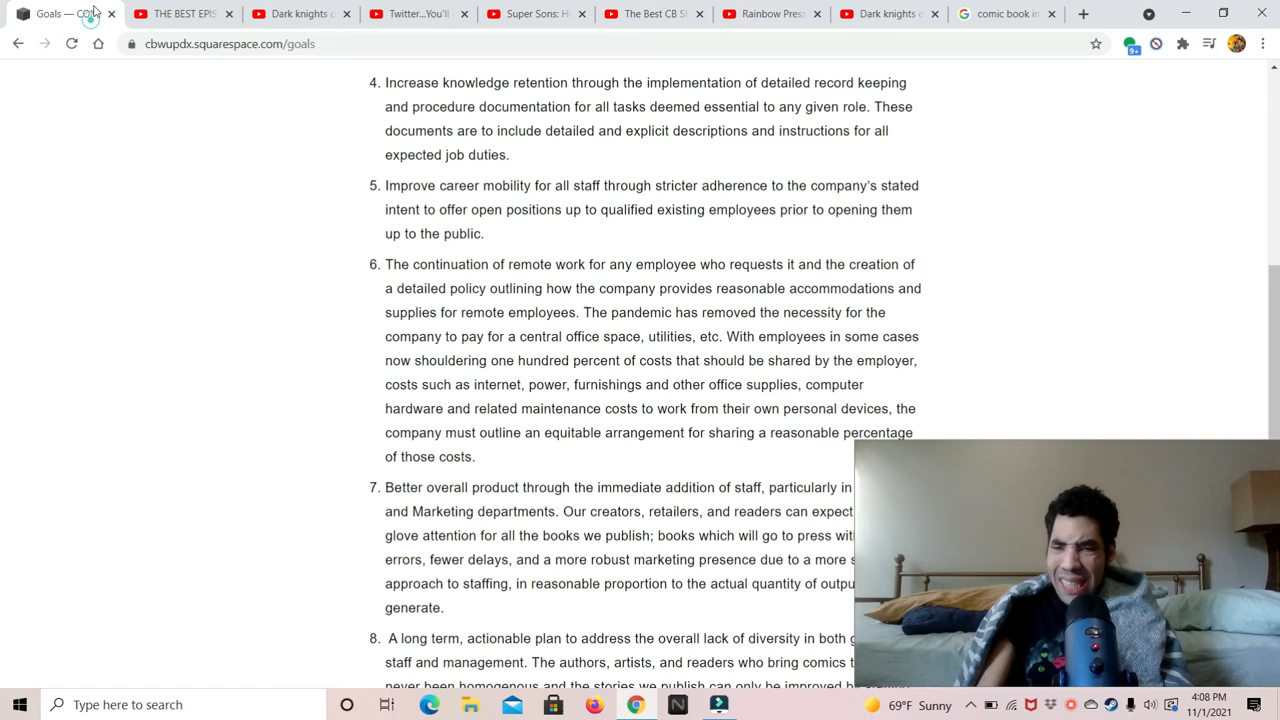 Goals — CO
THE BEST EPIS
Dark knights o
Twitter...You'll
Super Sons: H
The Best CB S
Rainbow Pres
Dark knights o
comic book in
cbwupdx.squarespace.com/goals
9+
4. Increase knowledge retention through the implementation of detailed record keeping
and procedure documentation for all tasks deemed essential to any given role. These
documents are to include detailed and explicit descriptions and instructions for all
expected job duties.
5. Improve career mobility for all staff through stricter adherence to the company's stated
intent to offer open positions up to qualified existing employees prior to opening them
up to the public.
6. The continuation of remote work for any employee who requests it and the creation of
a detailed policy outlining how the company provides reasonable accommodations and
supplies for remote employees. The pandemic has removed the necessity for the
company to pay for a central office space, utilities, etc. With employees in some cases
now shouldering one hundred percent of costs that should be shared by the employer,
costs such as internet, power, furnishings and other office supplies, computer
hardware and related maintenance costs to work from their own personal devices, the
company must outline an equitable arrangement for sharing a reasonable percentage
of those costs.
7. Better overall product through the immediate addition of staff, particularly in
and Marketing departments. Our creators, retailers, and readers can expect
glove attention for all the books we publish; books which will go to press wit
errors, fewer delays, and a more robust marketing presence due to a more s
approach to staffing, in reasonable proportion to the actual quantity of outpu
generate.
8. A long term, actionable plan to address the overall lack of diversity in both
staff and management. The authors, artists, and readers who bring comics t
never been homogenous and the stories we publish can only be improved
Type here to search
69°F Sunny
4:08 PM
11/1/2021